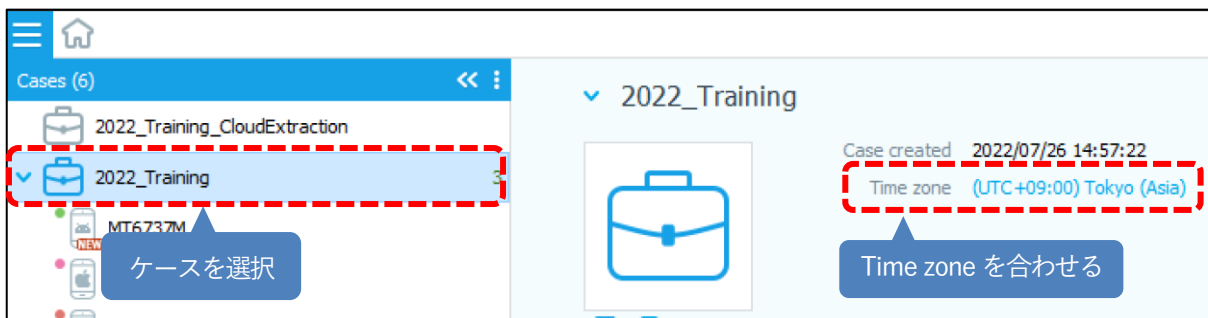 Cases (6)
2022_Training_CloudExtraction
2022_Training 3
MT6737M
NEW
ケースを選択
2022_Training
Case created 2022/07/26 14:57:22
Time zone (UTC+09:00) Tokyo (Asia)
Time zone を合わせる